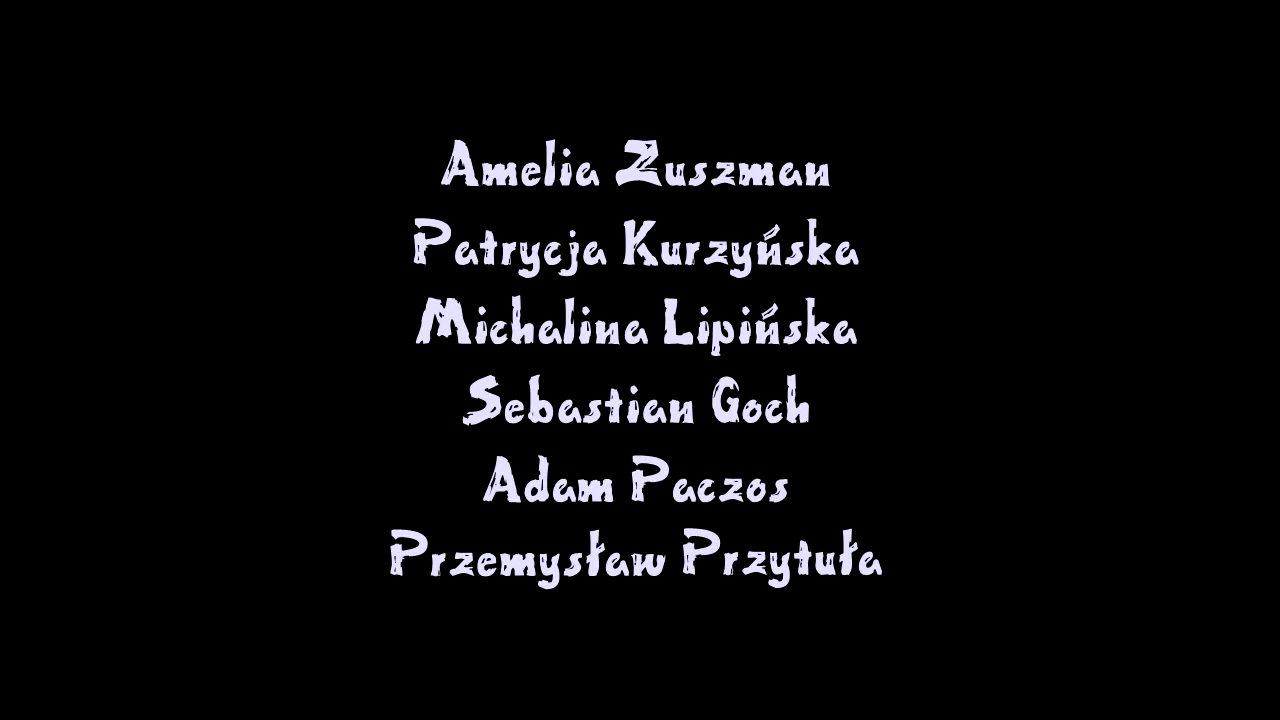 Amelia Zuszman
Patrycja Kurzyńska
Michalina Lipińska
Sebastian Goch
Adam Paczos
Przemysław Przytuła